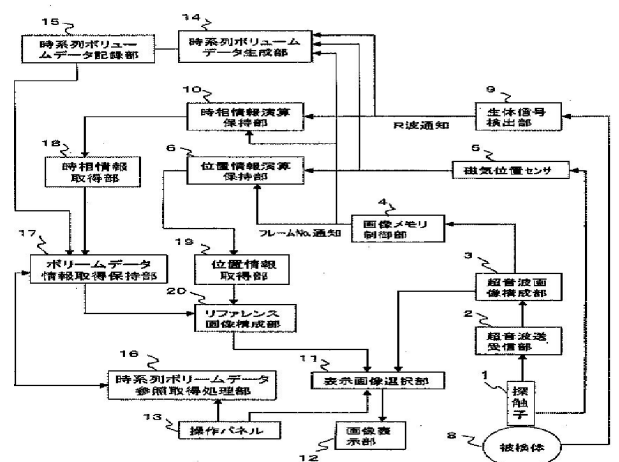 15
時系列ボリュー
ムデータ記録部
14
時系列ボリューム
データ生成部
10
時相情報演算
保持部
R波通知
9
生体信号
検出部
18
時相情報
取得部
6
位置情報演算
保持部
5
磁気位置センサ
4
画像メモリ
制御部
フレームNo.通知
17
ボリームデータ
情報取得保持部
19
位置情報
取得部
3
超音波画
像構成部
20
リファレンス
画像構成部
2
超音波送
受信部
16
時系列ボリームデータ
参照取得処理部
11
表示画像選択部
1
探
触
子
13
操作パネル
12
画像表
示部
8
被検体